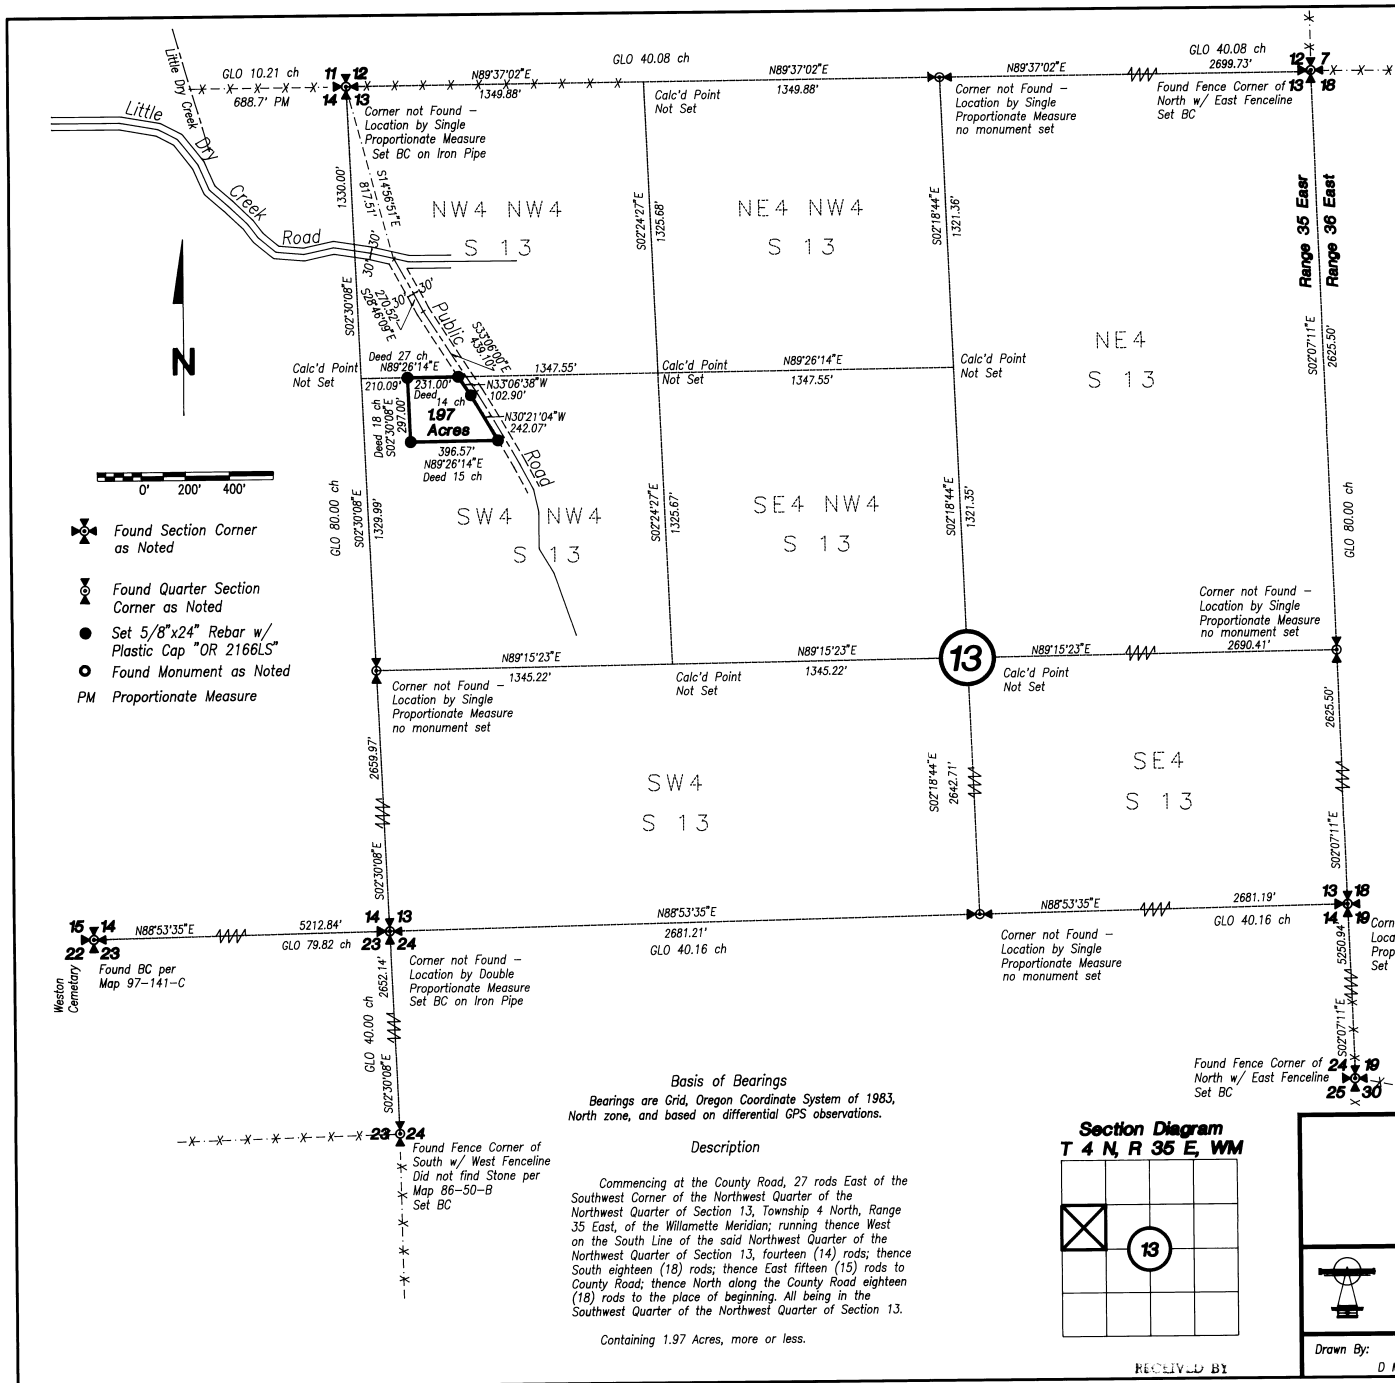 GLO 10.21 ch
688.7' PM
11 12
14 13
Corner not Found –
Location by Single
Proportionate Measure
Set BC on Iron Pipe
Little Dry Creek
Little Dry Creek Road
N89°37'02"E
1349.88'
GLO 40.08 ch
Calc'd Point
Not Set
N89°37'02"E
1349.88'
Corner not Found –
Location by Single
Proportionate Measure
no monument set
N89°37'02"E
GLO 40.08 ch
2699.73'
Found Fence Corner of
North w/ East Fenceline
Set BC
12 7
13 18
1330.00'
S02°30'08"E
S14°56'51"E
817.51'
NW4 NW4
S 13
S02°24'27"E
1325.68'
NE4 NW4
S 13
S02°18'44"E
1321.36'
Range 35 Easr
Range 36 East
S02°07'11"E
2625.50'
NE4
S 13
30'
30'
270.52'
S28°46'09"E
30'
30'
Public Road
S33°06'00"E
439.10'
N
Calc'd Point
Not Set
Deed 27 ch
N89°26'14"E
210.09'
231.00'
Deed
14 ch
1347.55'
N33°06'38"W
102.90'
N30°21'04"W
242.07'
Deed 18 ch
S02°30'08"E
297.00'
1.97
Acres
396.57'
N89°26'14"E
Deed 15 ch
Calc'd Point
Not Set
N89°26'14"E
1347.55'
Calc'd Point
Not Set
0' 200' 400'
Found Section Corner
as Noted
Found Quarter Section
Corner as Noted
Set 5/8"x24" Rebar w/
Plastic Cap "OR 2166LS"
Found Monument as Noted
PM Proportionate Measure
GLO 80.00 ch
S02°30'08"E
1329.99'
SW4 NW4
S 13
S02°24'27"E
1325.67'
SE4 NW4
S 13
S02°18'44"E
1321.35'
GLO 80.00 ch
Corner not Found –
Location by Single
Proportionate Measure
no monument set
N89°15'23"E
1345.22'
Corner not Found –
Location by Single
Proportionate Measure
no monument set
Calc'd Point
Not Set
N89°15'23"E
1345.22'
13
Calc'd Point
Not Set
N89°15'23"E
2690.41'
2625.50'
S02°07'11"E
2659.97'
S02°30'08"E
SW4
S 13
S02°18'44"E
2642.71'
SE4
S 13
15 14
22 23
Weston
Cemetary
Found BC per
Map 97-141-C
N88°53'35"E
5212.84'
GLO 79.82 ch
14 13
23 24
Corner not Found –
Location by Double
Proportionate Measure
Set BC on Iron Pipe
N88°53'35"E
2681.21'
GLO 40.16 ch
Corner not Found –
Location by Single
Proportionate Measure
no monument set
N88°53'35"E
2681.19'
GLO 40.16 ch
13 18
14 19
Corn
Loca
Prop
Set
5250.94'
S02°07'11"E
2652.14'
GLO 40.00 ch
S02°30'08"E
23 24
Found Fence Corner of
South w/ West Fenceline
Did not find Stone per
Map 86-50-B
Set BC
Found Fence Corner of
North w/ East Fenceline
Set BC
24 19
25 30
Basis of Bearings
Bearings are Grid, Oregon Coordinate System of 1983,
North zone, and based on differential GPS observations.
Description
Commencing at the County Road, 27 rods East of the
Southwest Corner of the Northwest Quarter of the
Northwest Quarter of Section 13, Township 4 North, Range
35 East, of the Willamette Meridian; running thence West
on the South Line of the said Northwest Quarter of the
Northwest Quarter of Section 13, fourteen (14) rods; thence
South eighteen (18) rods; thence East fifteen (15) rods to
County Road; thence North along the County Road eighteen
(18) rods to the place of beginning. All being in the
Southwest Quarter of the Northwest Quarter of Section 13.
Containing 1.97 Acres, more or less.
Section Diagram
T 4 N, R 35 E, WM
13
RECEIVED BY
Drawn By:
D